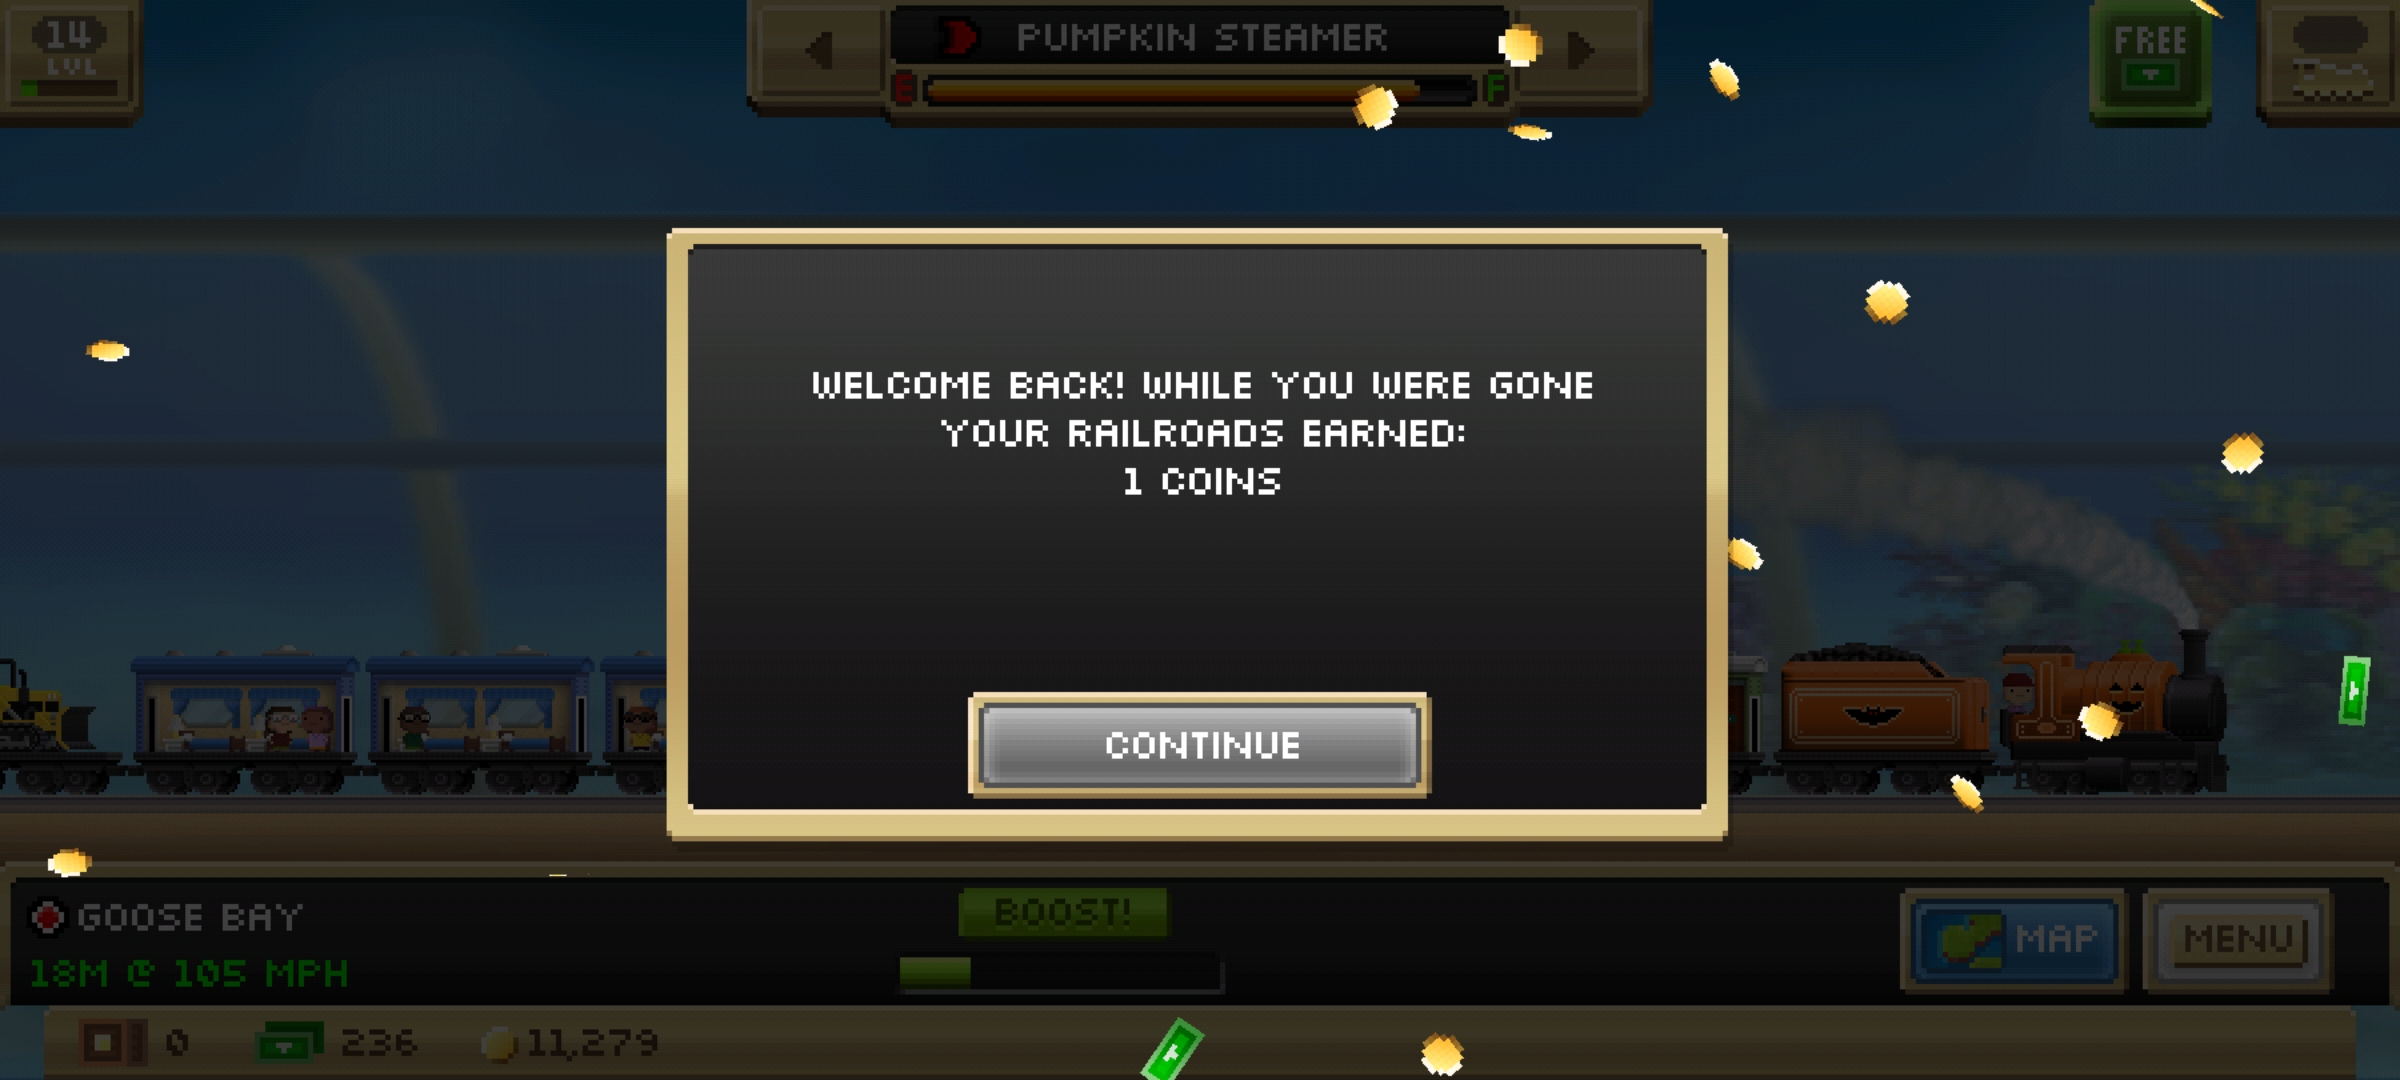 14
LVL
PUMPKIN STEAMER
E
F
FREE
WELCOME BACK! WHILE YOU WERE GONE
YOUR RAILROADS EARNED:
1 COINS
CONTINUE
GOOSE BAY
18M @ 105 MPH
BOOST!
MAP
MENU
0
236
11,279